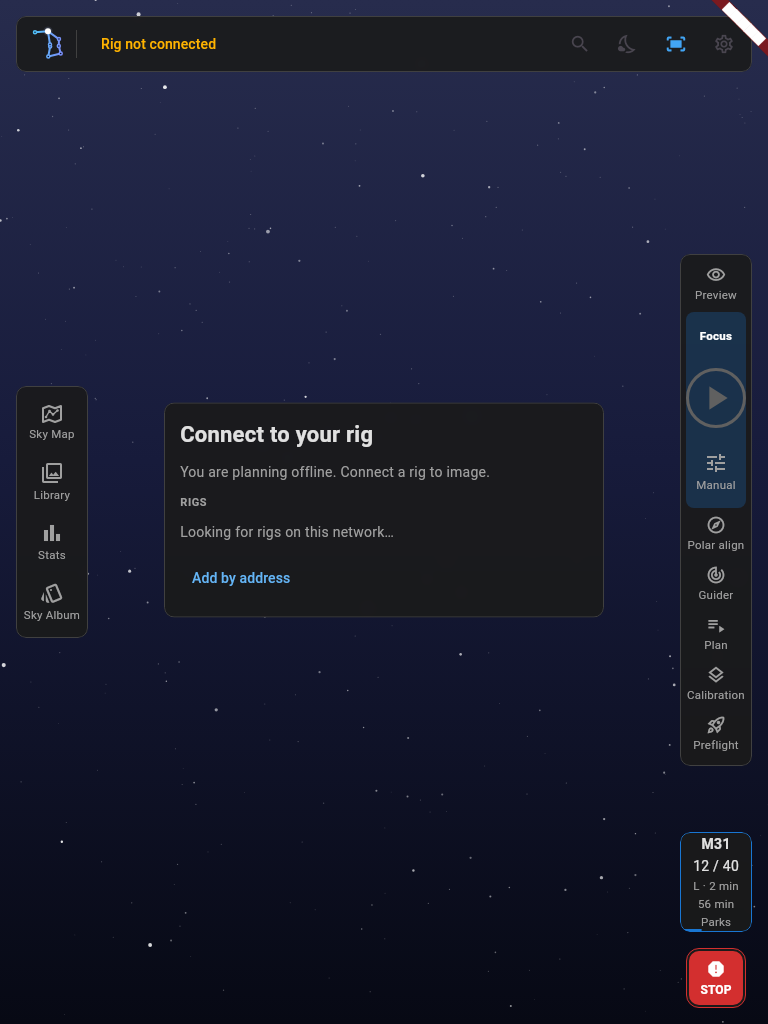 Rig not connected
Preview
Focus
Manual
Polar align
Guider
Plan
Calibration
Preflight
Sky Map
Library
Stats
Sky Album
Connect to your rig
You are planning offline. Connect a rig to image.
RIGS
Looking for rigs on this network…
Add by address
M31
12 / 40
L · 2 min
56 min
Parks
STOP